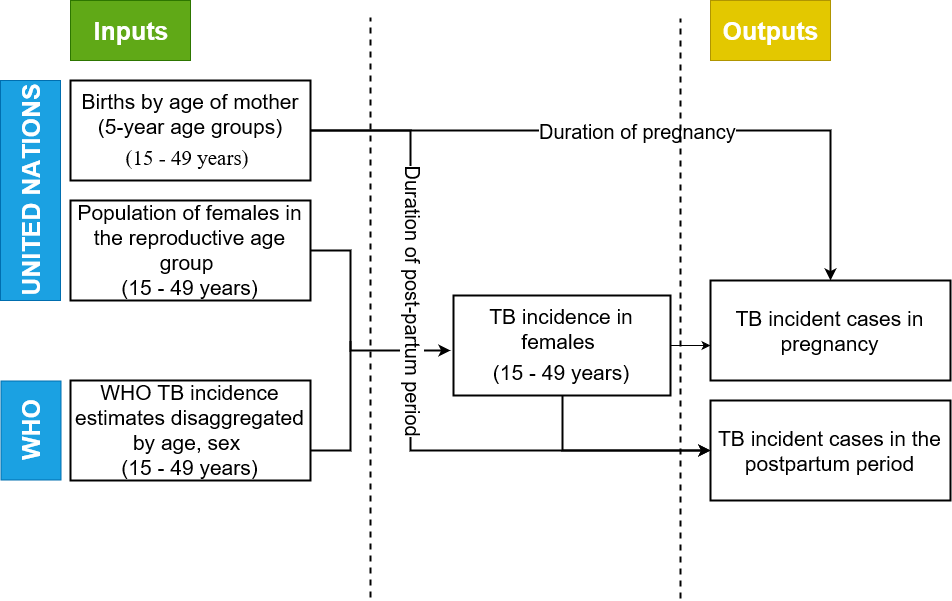 Inputs
Outputs
UNITED NATIONS
Births by age of mother
(5-year age groups)
(15 - 49 years)
Duration of pregnancy
Duration of post-partum period
Population of females in
the reproductive age
group
(15 - 49 years)
TB incidence in
females
(15 - 49 years)
TB incident cases in
pregnancy
WHO
WHO TB incidence
estimates disaggregated
by age, sex
(15 - 49 years)
TB incident cases in the
postpartum period